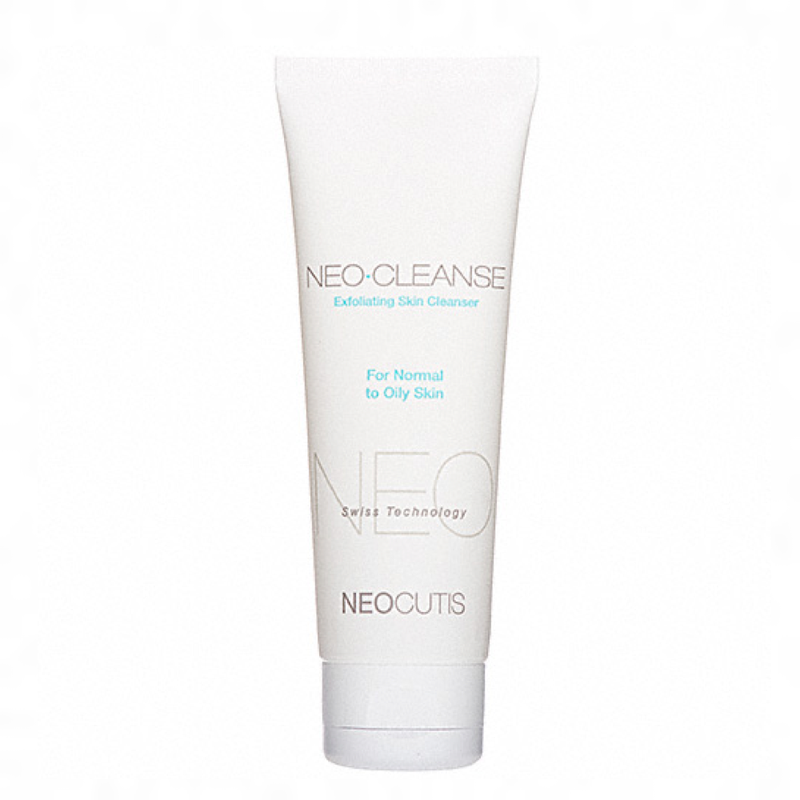 NEO·CLEANSE
Exfoliating Skin Cleanser
For Normal
to Oily Skin
NEO
Swiss Technology
NEOCUTIS